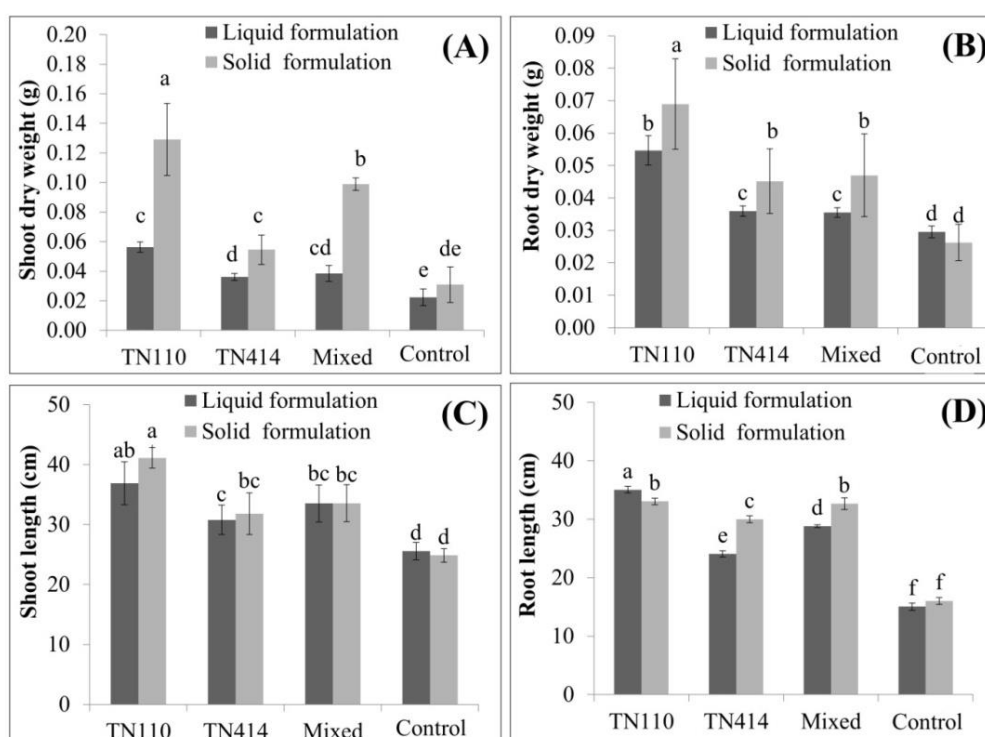 Liquid formulation
Solid formulation
(A)
Shoot dry weight (g)
0.20
0.18
0.16
0.14
0.12
0.10
0.08
0.06
0.04
0.02
0.00
c a d c cd b e de
TN110 TN414 Mixed Control
Liquid formulation
Solid formulation
(B)
Root dry weight (g)
0.09
0.08
0.07
0.06
0.05
0.04
0.03
0.02
0.01
0.00
b a c b c b d d
TN110 TN414 Mixed Control
Liquid formulation
Solid formulation
(C)
Shoot length (cm)
50
40
30
20
10
0
ab a c bc bc bc d d
TN110 TN414 Mixed Control
Liquid formulation
Solid formulation
(D)
Root length (cm)
50
40
30
20
10
0
a b e c d b f f
TN110 TN414 Mixed Control